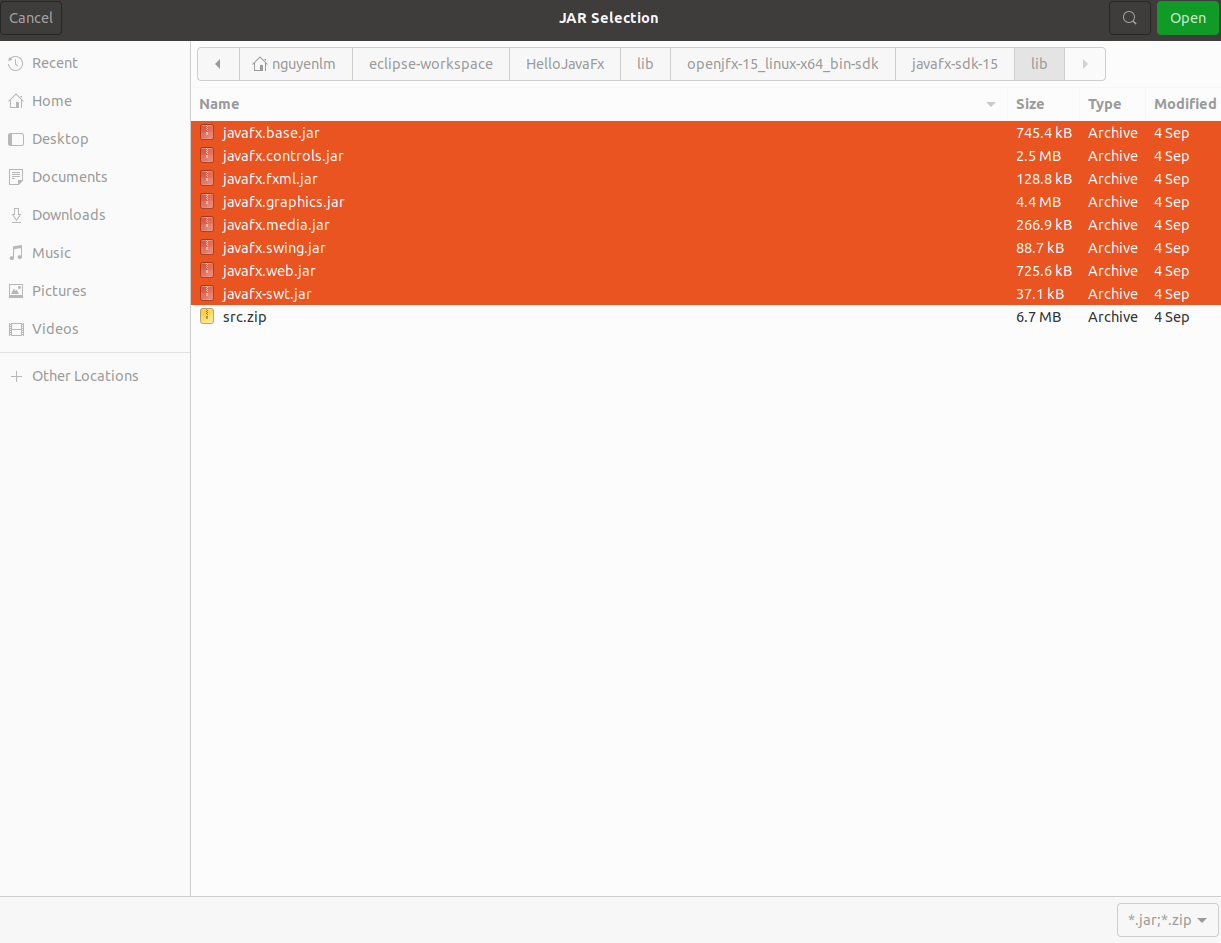 Cancel JAR Selection Open
nguyenlm eclipse-workspace HelloJavaFx lib openjfx-15_linux-x64_bin-sdk javafx-sdk-15 lib
Recent
Home
Desktop
Documents
Downloads
Music
Pictures
Videos
Other Locations
Name Size Type Modified
javafx.base.jar 745.4 kB Archive 4 Sep
javafx.controls.jar 2.5 MB Archive 4 Sep
javafx.fxml.jar 128.8 kB Archive 4 Sep
javafx.graphics.jar 4.4 MB Archive 4 Sep
javafx.media.jar 266.9 kB Archive 4 Sep
javafx.swing.jar 88.7 kB Archive 4 Sep
javafx.web.jar 725.6 kB Archive 4 Sep
javafx-swt.jar 37.1 kB Archive 4 Sep
src.zip 6.7 MB Archive 4 Sep
*.jar;*.zip